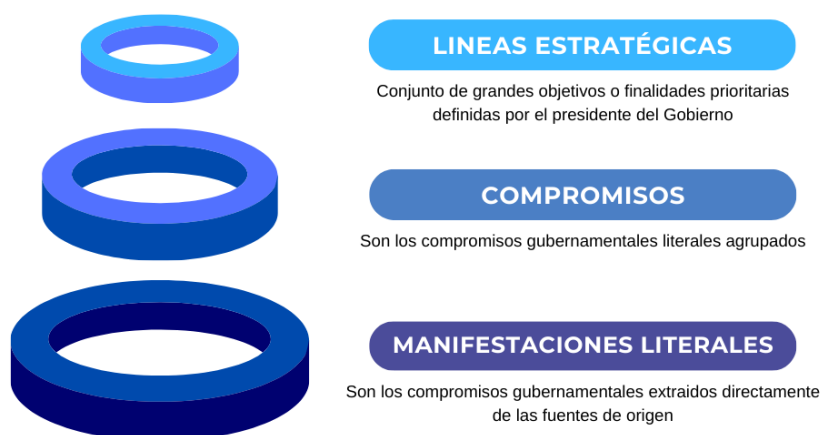 LINEAS ESTRATÉGICAS
Conjunto de grandes objetivos o finalidades prioritarias
definidas por el presidente del Gobierno
COMPROMISOS
Son los compromisos gubernamentales literales agrupados
MANIFESTACIONES LITERALES
Son los compromisos gubernamentales extraidos directamente
de las fuentes de origen